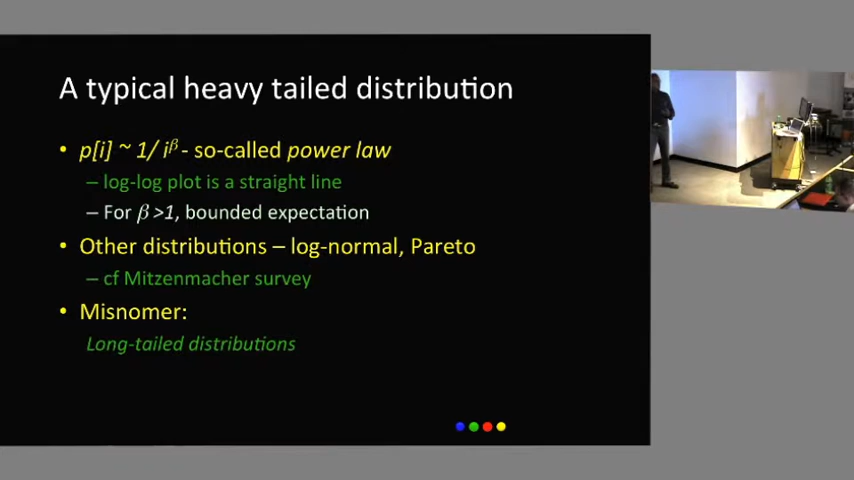 A typical heavy tailed distribution
• p[i] ~ 1/ i^β - so-called power law
– log-log plot is a straight line
– For β >1, bounded expectation
• Other distributions – log-normal, Pareto
– cf Mitzenmacher survey
• Misnomer:
Long-tailed distributions